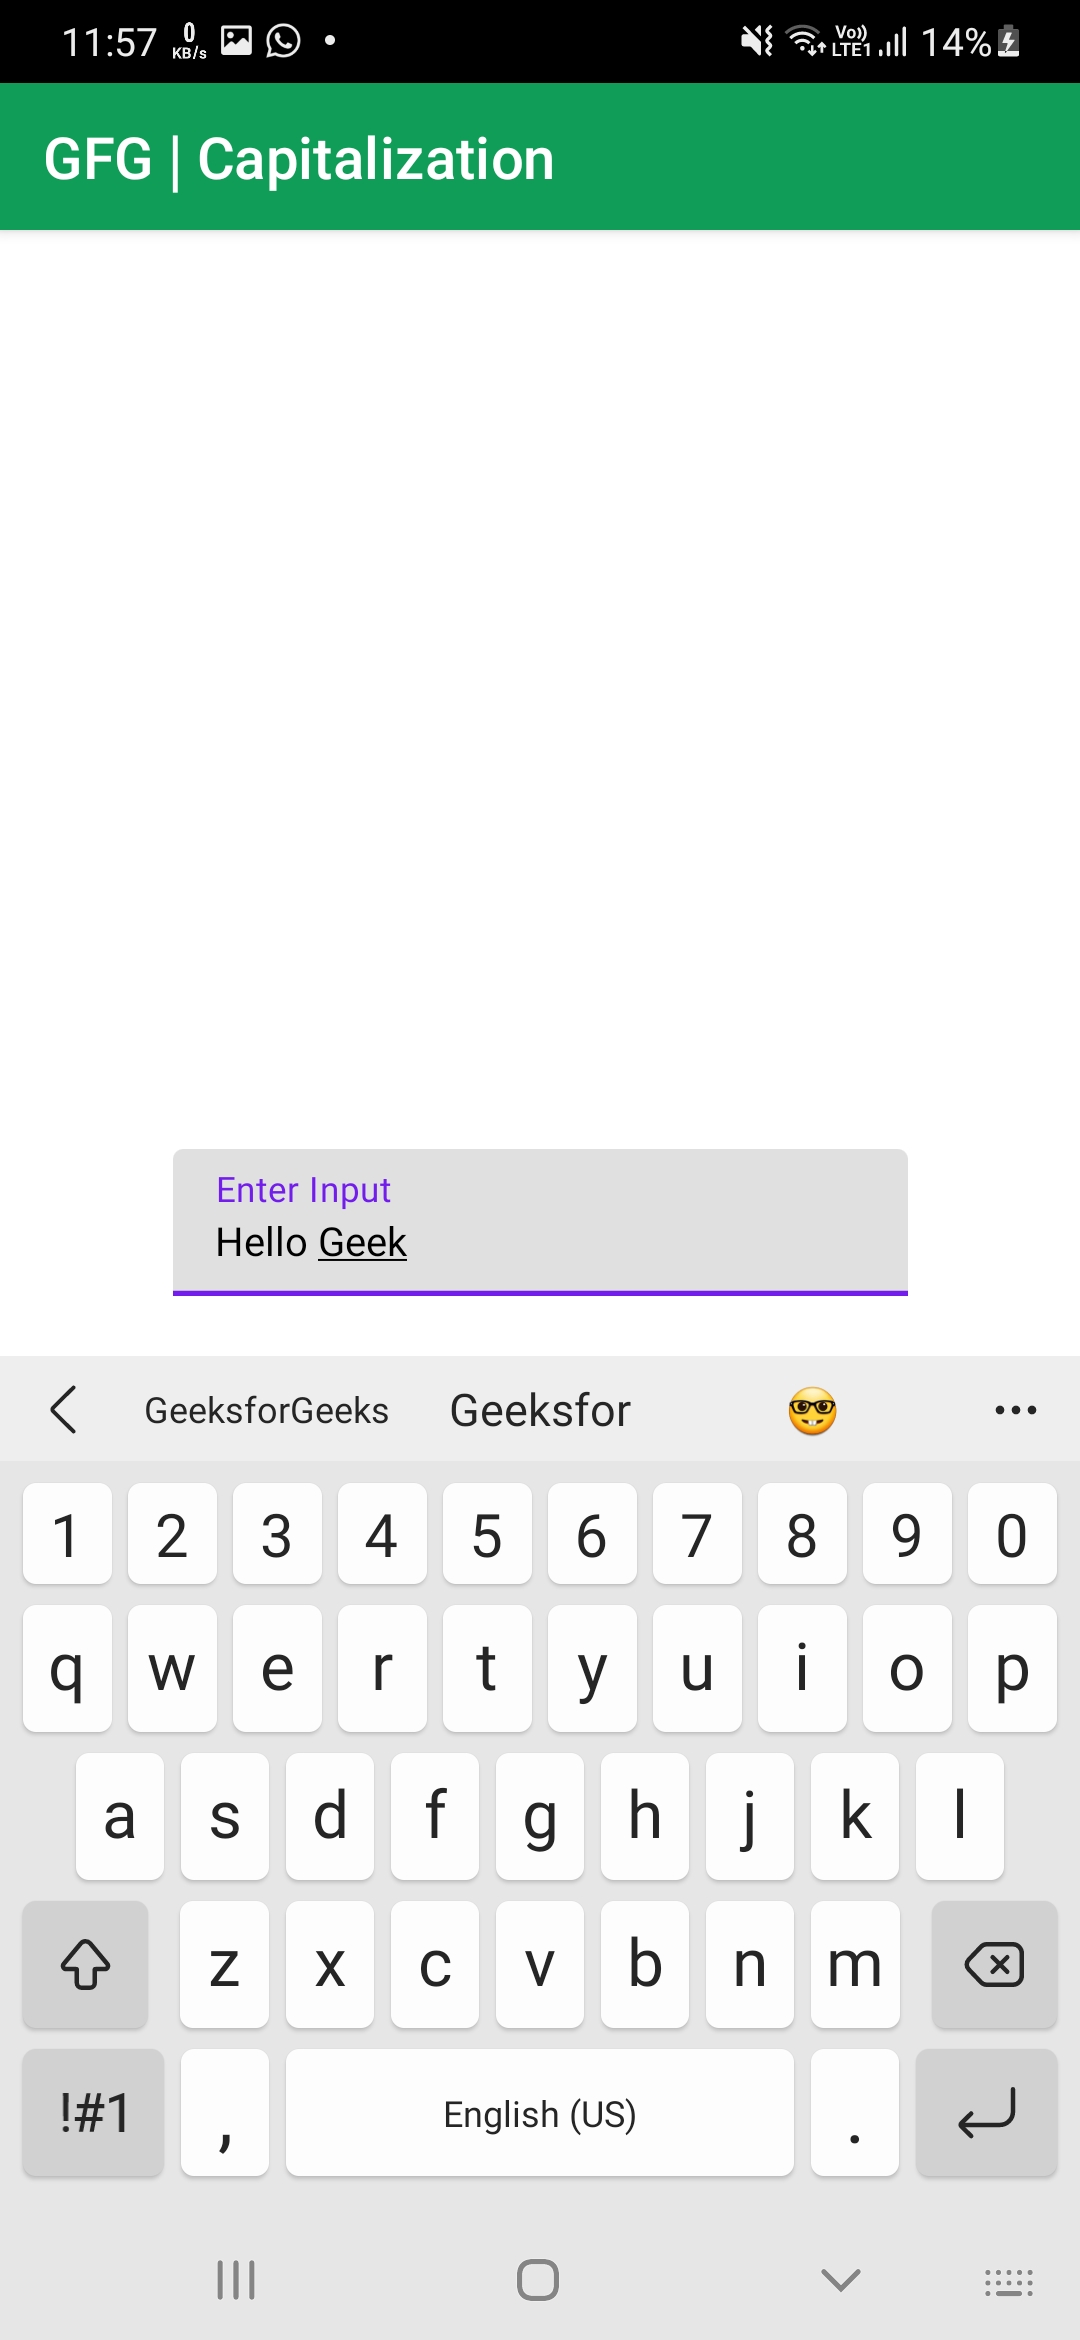 11:57 0 KB/s Vo)) LTE1 14%
GFG | Capitalization
Enter Input
Hello Geek
GeeksforGeeks Geeksfor 🤓 •••
1 2 3 4 5 6 7 8 9 0
q w e r t y u i o p
a s d f g h j k l
z x c v b n m
!#1 , English (US) .